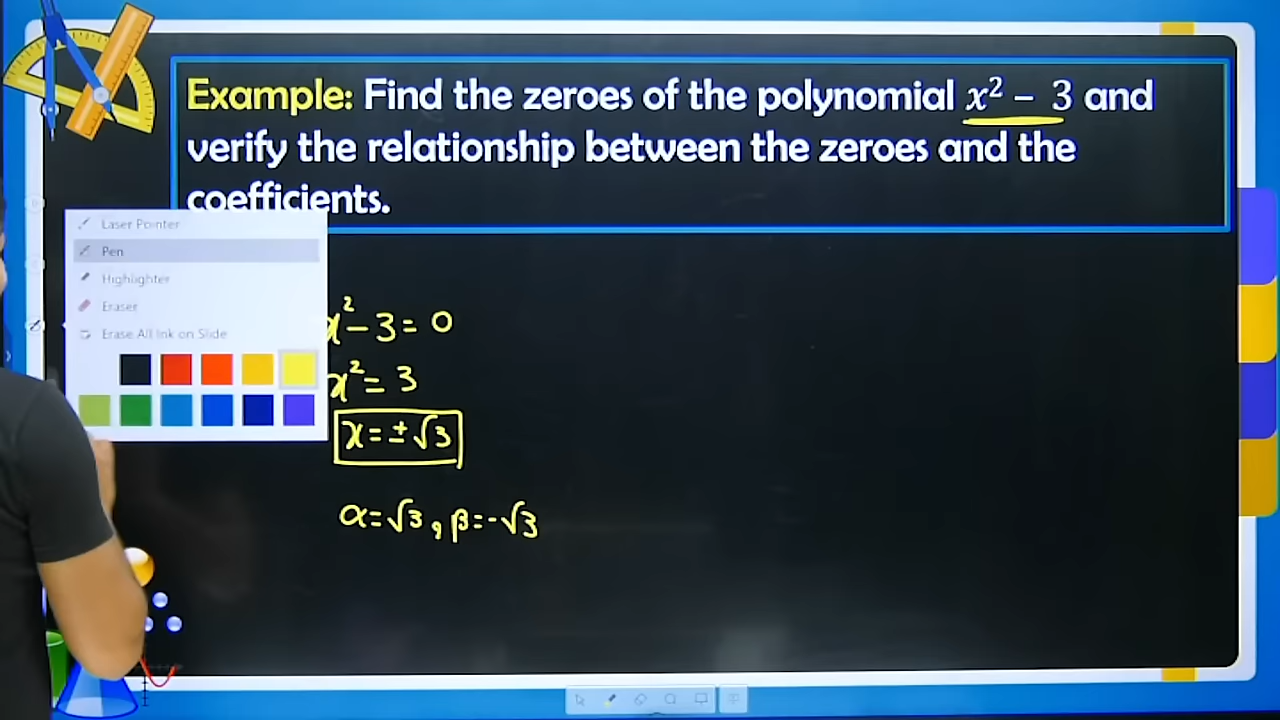 Example: Find the zeroes of the polynomial x² – 3 and
verify the relationship between the zeroes and the
coefficients.
Laser Pointer
Pen
Highlighter
Eraser
Erase All Ink on Slide
x² – 3 = 0
x² = 3
x = ±√3
α = √3 , β = -√3